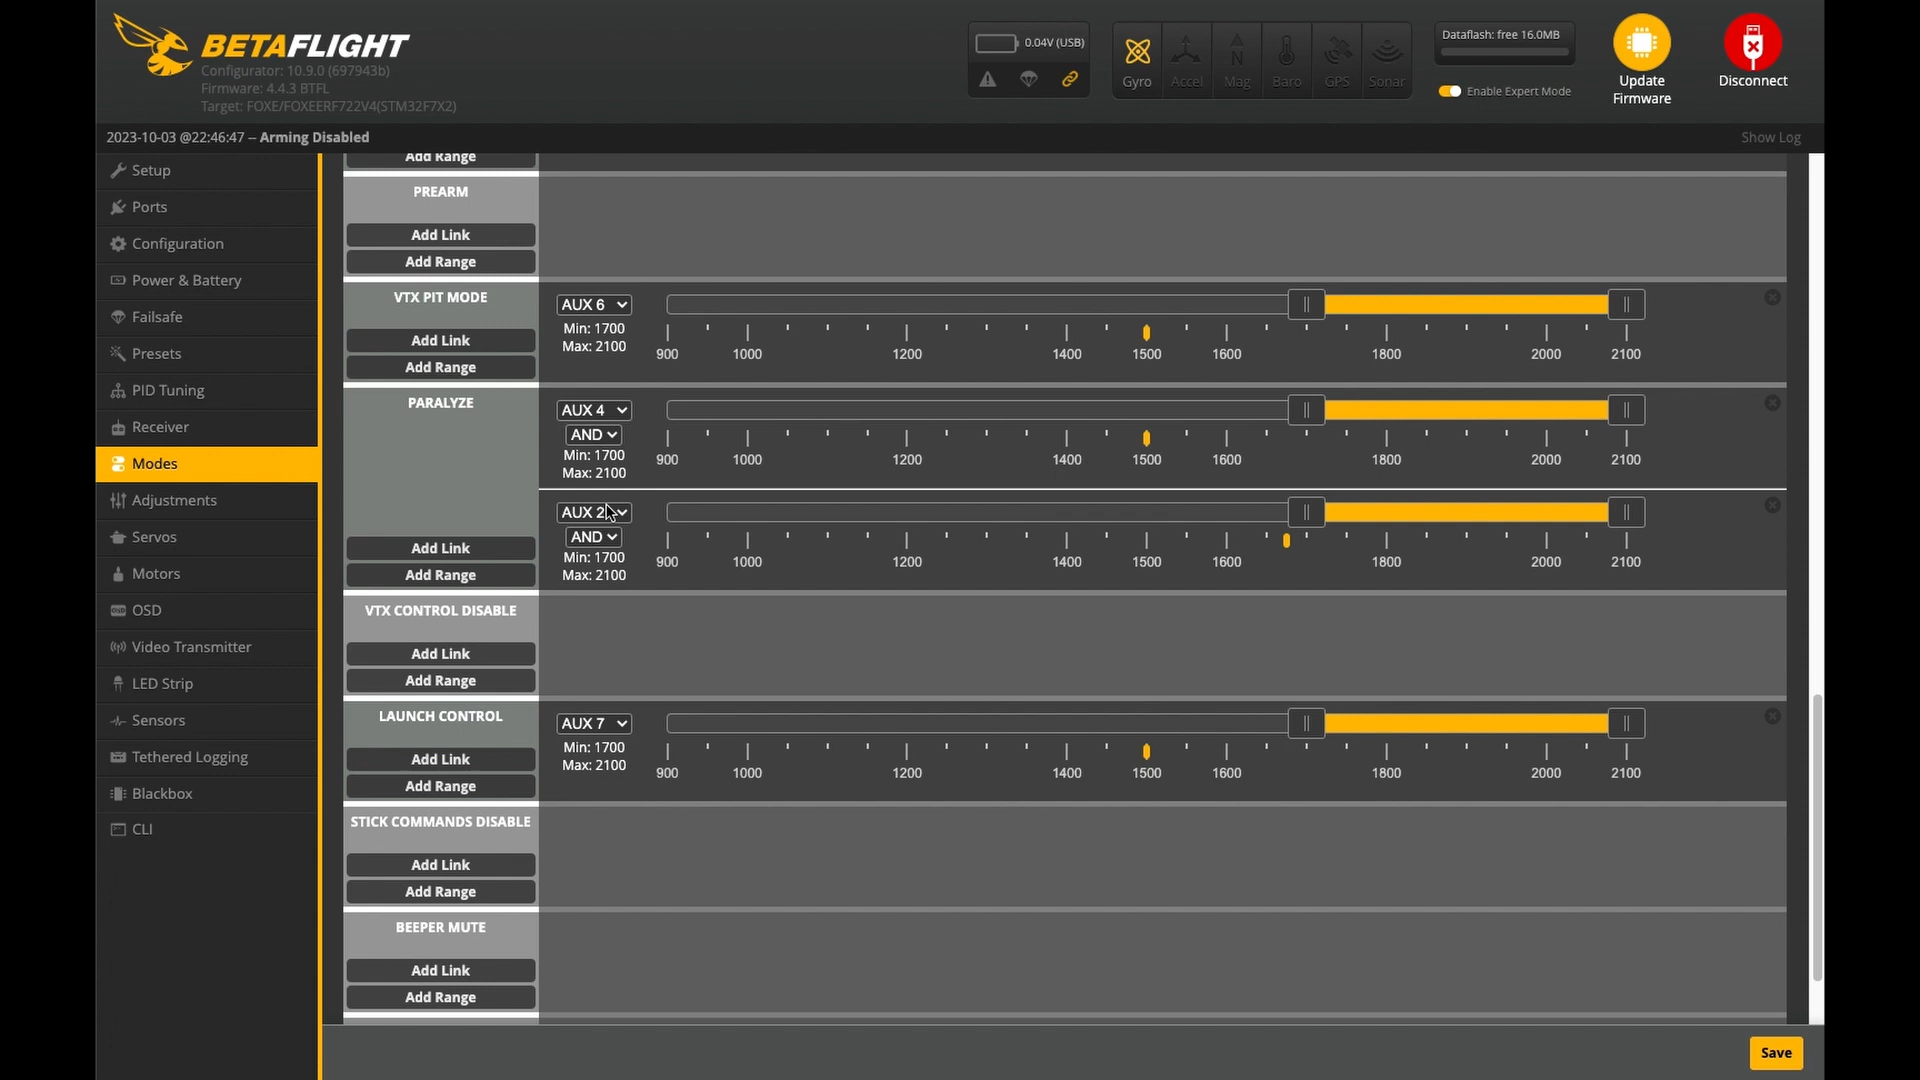 BETAFLIGHT
Configurator: 10.9.0 (697943b)
Firmware: 4.4.3 BTFL
Target: FOXE/FOXEERF722V4(STM32F7X2)
0.04V (USB)
Gyro
Accel
Mag
Baro
GPS
Sonar
Dataflash: free 16.0MB
Enable Expert Mode
Update
Firmware
Disconnect
2023-10-03 @22:46:47 -- Arming Disabled
Show Log
Setup
Ports
Configuration
Power & Battery
Failsafe
Presets
PID Tuning
Receiver
Modes
Adjustments
Servos
Motors
OSD
Video Transmitter
LED Strip
Sensors
Tethered Logging
Blackbox
CLI
Add Range
PREARM
Add Link
Add Range
VTX PIT MODE
Add Link
Add Range
AUX 6
Min: 1700
Max: 2100
900 1000 1200 1400 1500 1600 1800 2000 2100
PARALYZE
Add Link
Add Range
AUX 4
AND
Min: 1700
Max: 2100
900 1000 1200 1400 1500 1600 1800 2000 2100
AUX 2
AND
Min: 1700
Max: 2100
900 1000 1200 1400 1500 1600 1800 2000 2100
VTX CONTROL DISABLE
Add Link
Add Range
LAUNCH CONTROL
Add Link
Add Range
AUX 7
Min: 1700
Max: 2100
900 1000 1200 1400 1500 1600 1800 2000 2100
STICK COMMANDS DISABLE
Add Link
Add Range
BEEPER MUTE
Add Link
Add Range
Save